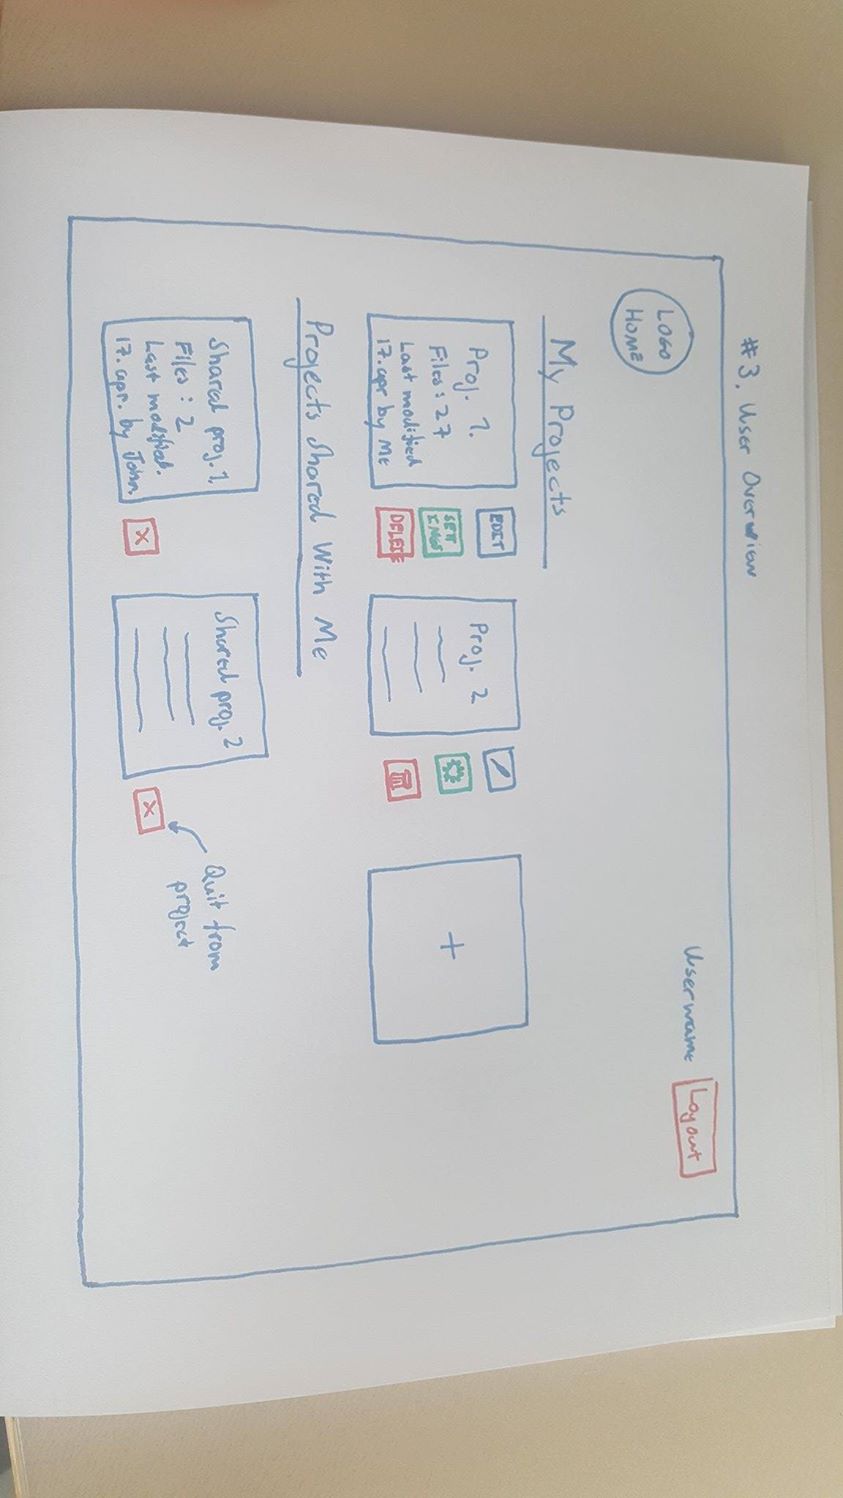 #3. User Overview
LOGO
HOME
Username
Logout
My Projects
Proj. 1.
Files: 27
Last modified
17. apr by Me
EDIT
SETT
INGS
DELETE
Proj. 2
+
Projects Shared With Me
Shared proj. 1.
Files: 2
Last modified.
17. apr. by John.
X
Shared proj. 2
X
Quit from
project